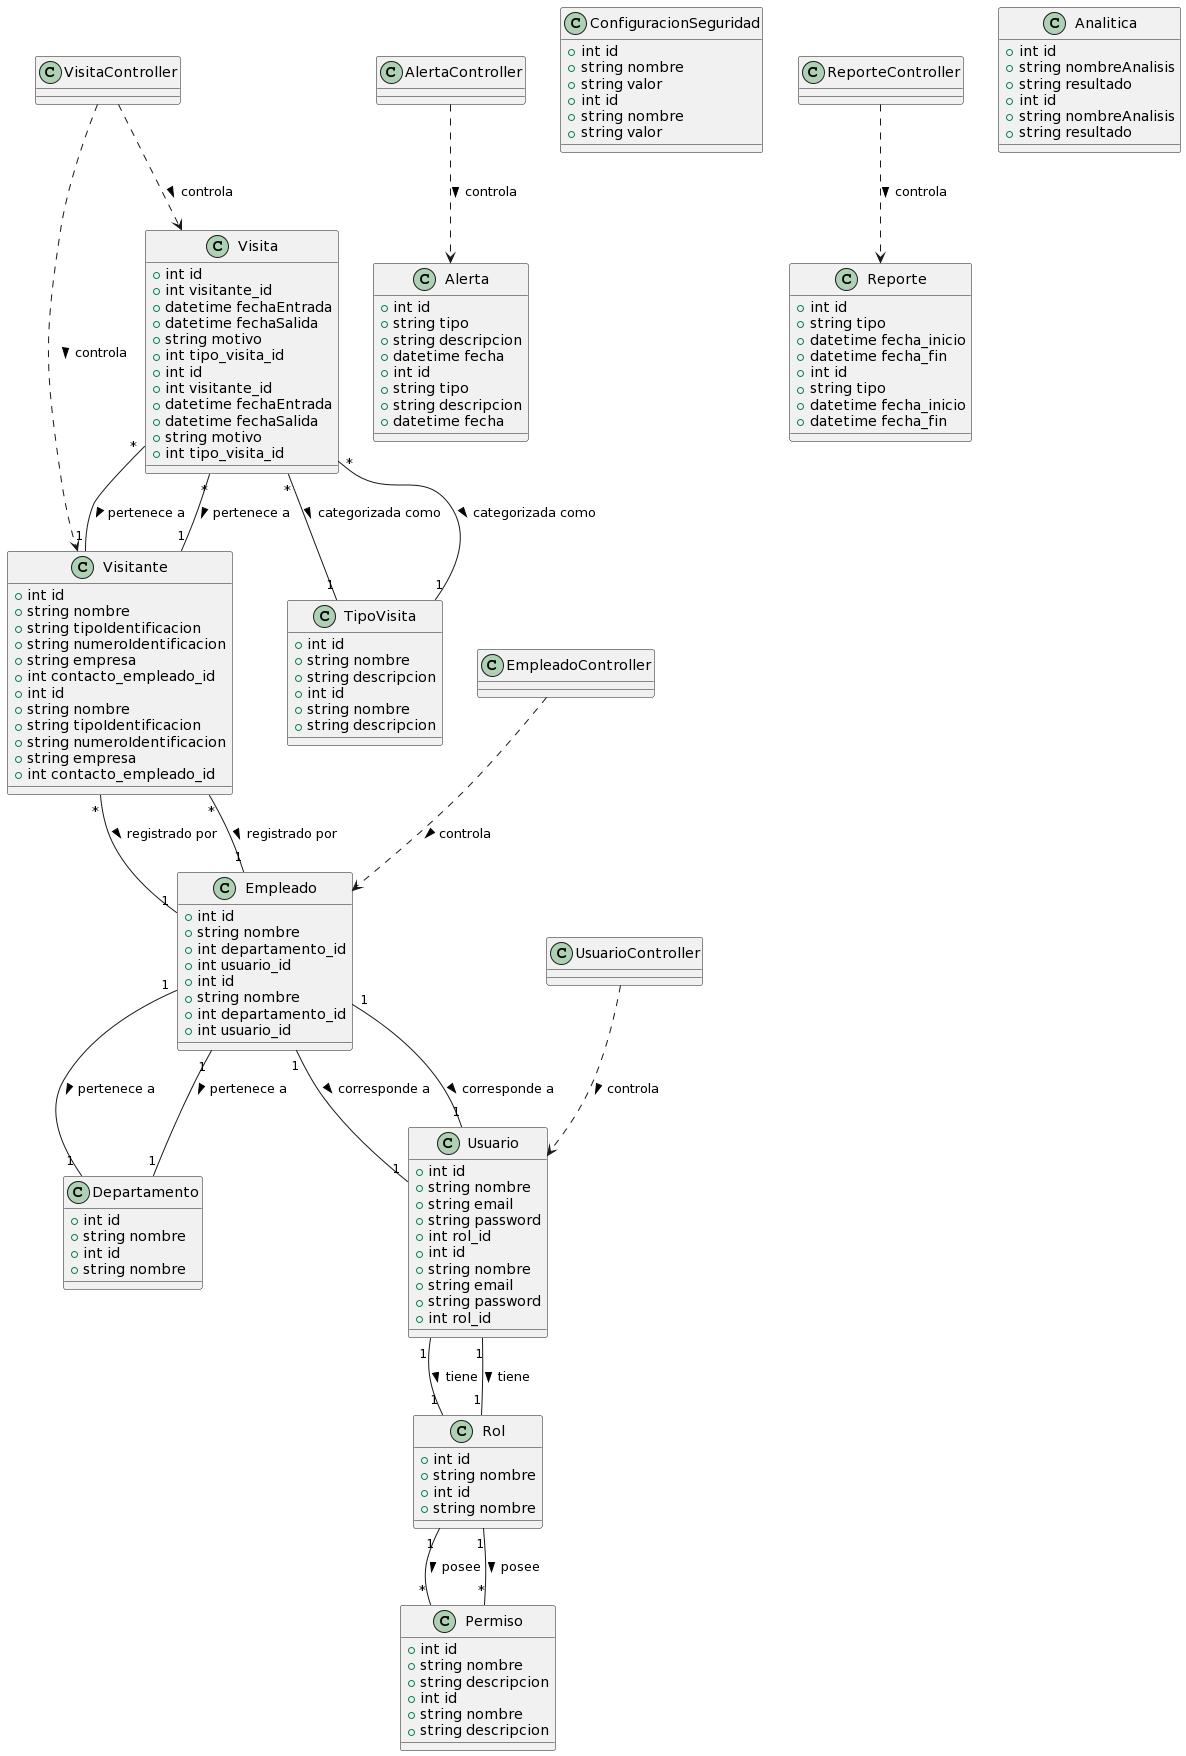 ConfiguracionSeguridad
int id
string nombre
string valor
int id
string nombre
string valor
Analitica
int id
string nombreAnalisis
string resultado
int id
string nombreAnalisis
string resultado
VisitaController
AlertaController
ReporteController
controla
controla
controla
controla
Visita
int id
int visitante_id
datetime fechaEntrada
datetime fechaSalida
string motivo
int tipo_visita_id
int id
int visitante_id
datetime fechaEntrada
datetime fechaSalida
string motivo
int tipo_visita_id
Alerta
int id
string tipo
string descripcion
datetime fecha
int id
string tipo
string descripcion
datetime fecha
Reporte
int id
string tipo
datetime fecha_inicio
datetime fecha_fin
int id
string tipo
datetime fecha_inicio
datetime fecha_fin
* * * *
pertenece a
pertenece a
categorizada como
categorizada como
1 1 1 1
Visitante
int id
string nombre
string tipoIdentificacion
string numeroIdentificacion
string empresa
int contacto_empleado_id
int id
string nombre
string tipoIdentificacion
string numeroIdentificacion
string empresa
int contacto_empleado_id
TipoVisita
int id
string nombre
string descripcion
int id
string nombre
string descripcion
EmpleadoController
* *
registrado por
registrado por
controla
1 1
Empleado
int id
string nombre
int departamento_id
int usuario_id
int id
string nombre
int departamento_id
int usuario_id
UsuarioController
1 1 1 1
pertenece a
pertenece a
corresponde a
corresponde a
controla
1 1 1 1
Departamento
int id
string nombre
int id
string nombre
Usuario
int id
string nombre
string email
string password
int rol_id
int id
string nombre
string email
string password
int rol_id
1 1
tiene
tiene
1 1
Rol
int id
string nombre
int id
string nombre
1 1
posee
posee
* *
Permiso
int id
string nombre
string descripcion
int id
string nombre
string descripcion